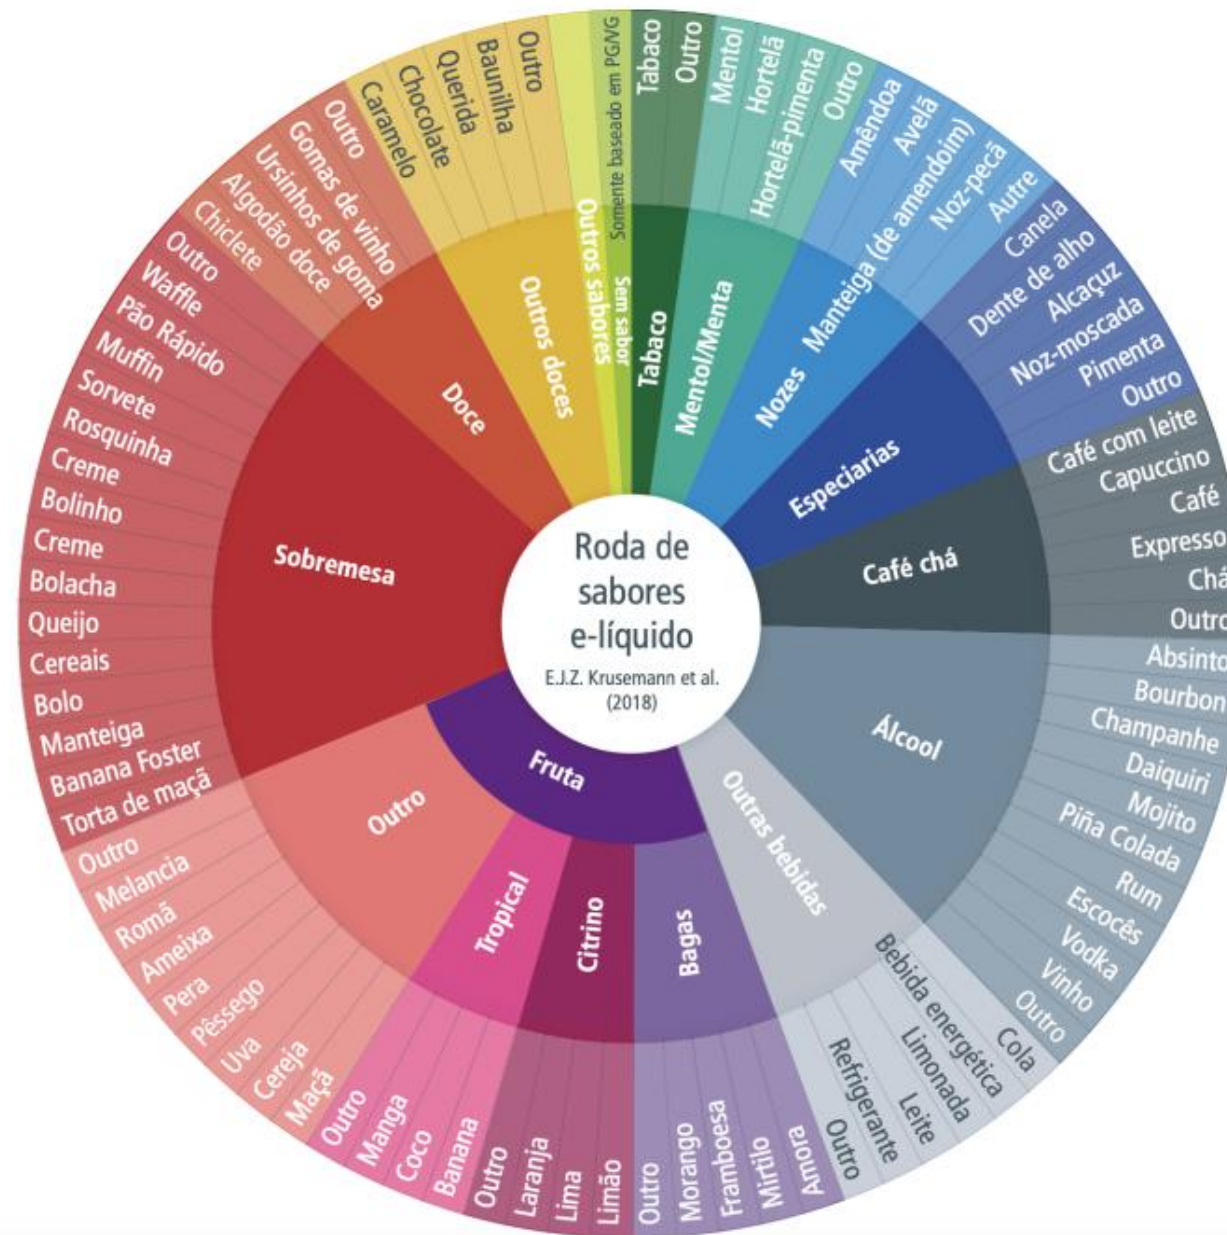 Roda de
sabores
e-líquido
E.J.Z. Krusemann et al.
(2018)
Tabaco
Tabaco
Outro
Mentol/Menta
Mentol
Hortelã
Hortelã-pimenta
Outro
Nozes
Amêndoa
Avelã
Manteiga (de amendoim)
Noz-pecã
Autre
Especiarias
Canela
Dente de alho
Alcaçuz
Noz-moscada
Pimenta
Outro
Café chá
Café com leite
Capuccino
Café
Expresso
Chá
Outro
Álcool
Absinto
Bourbon
Champanhe
Daiquiri
Mojito
Piña Colada
Rum
Escocês
Vodka
Vinho
Outro
Outras bebidas
Cola
Bebida energética
Limonada
Leite
Refrigerante
Outro
Fruta
Bagas
Amora
Mirtilo
Framboesa
Morango
Outro
Citrino
Limão
Lima
Laranja
Outro
Tropical
Banana
Coco
Manga
Outro
Outro
Maçã
Cereja
Uva
Pêssego
Pera
Ameixa
Romã
Melancia
Outro
Sobremesa
Torta de maçã
Banana Foster
Manteiga
Bolo
Cereais
Queijo
Bolacha
Creme
Bolinho
Creme
Rosquinha
Sorvete
Muffin
Pão Rápido
Waffle
Outro
Doce
Chiclete
Algodão doce
Ursinhos de goma
Gomas de vinho
Outro
Outros doces
Caramelo
Chocolate
Querida
Baunilha
Outro
Outros sabores
Sem sabor
Somente baseado em PG/VG